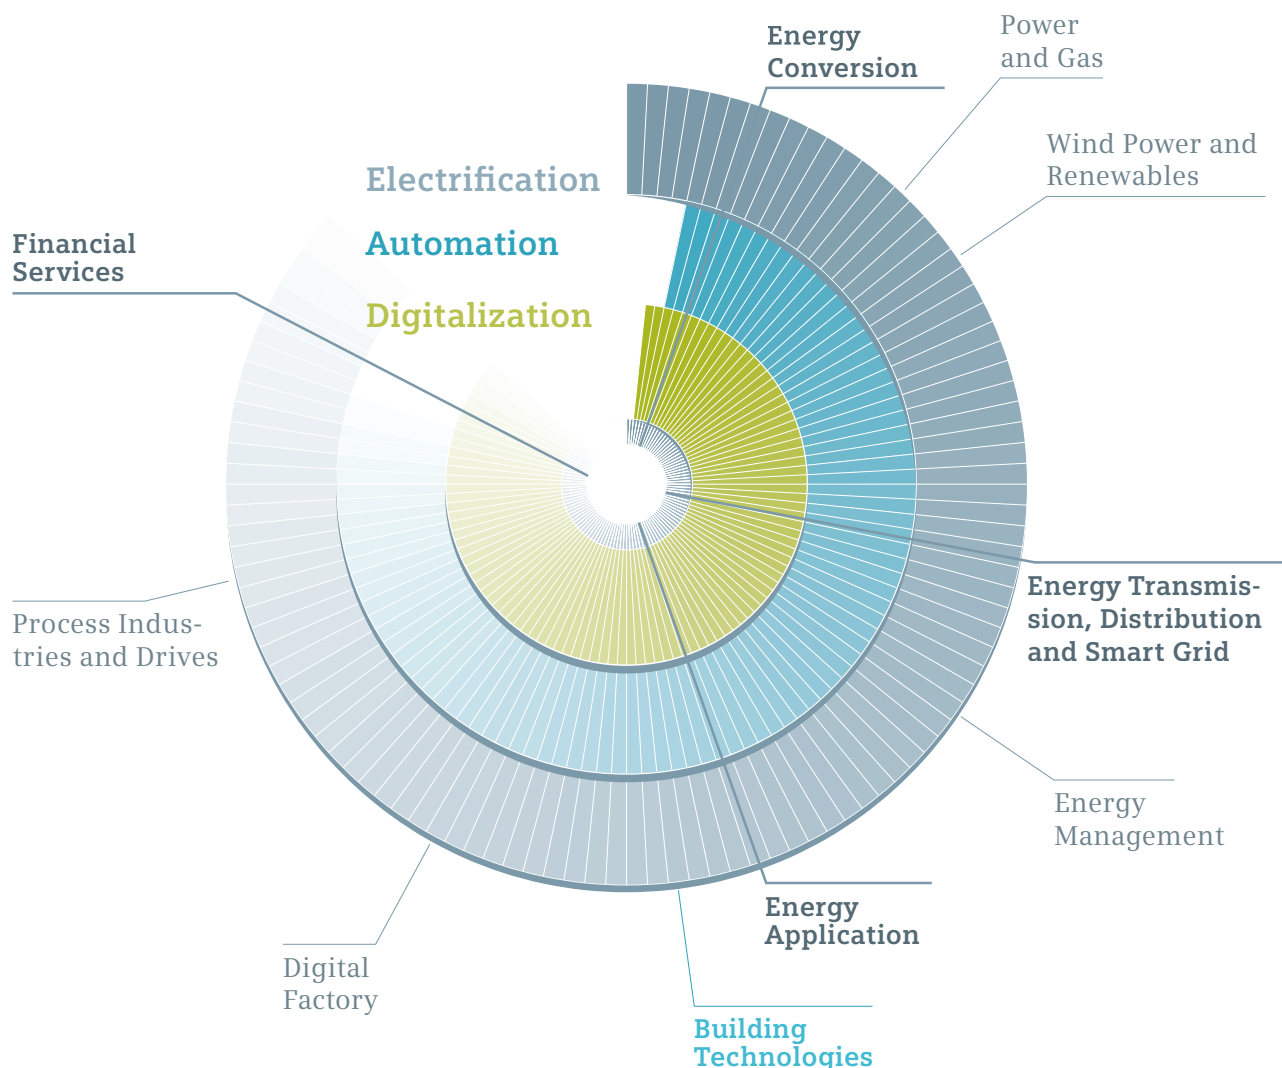 Energy
Conversion
Power
and Gas
Wind Power and
Renewables
Electrification
Automation
Digitalization
Financial
Services
Energy Transmis-
sion, Distribution
and Smart Grid
Process Indus-
tries and Drives
Energy
Management
Energy
Application
Digital
Factory
Building
Technologies